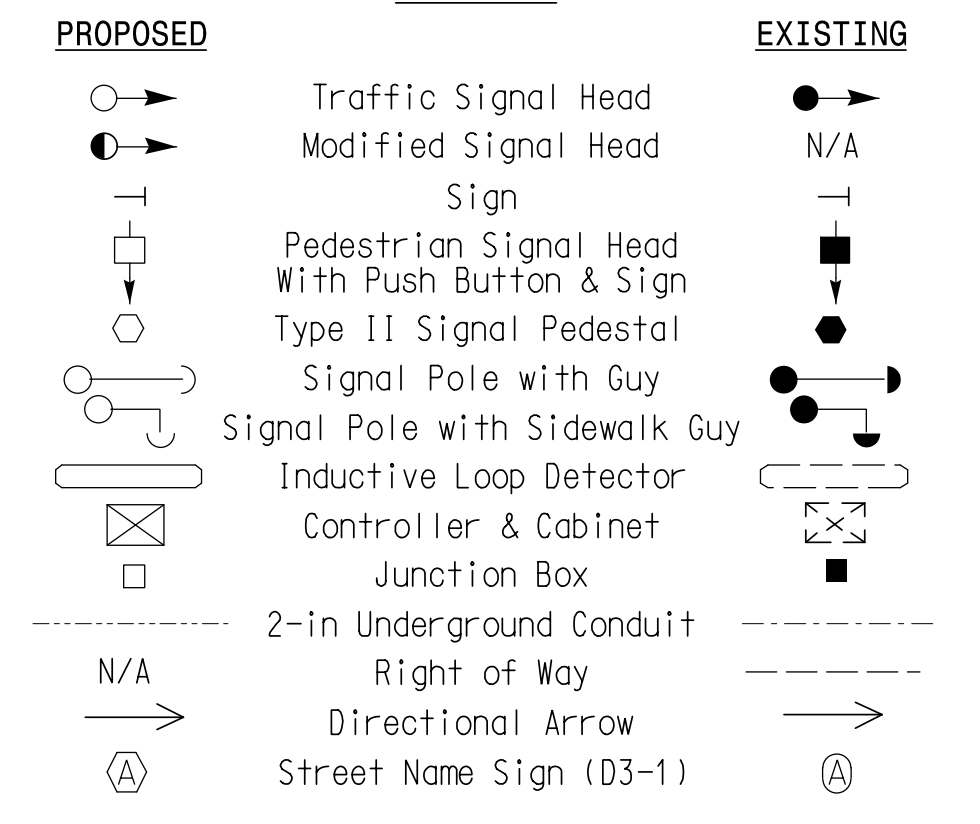 PROPOSED EXISTING
Traffic Signal Head
Modified Signal Head N/A
Sign
Pedestrian Signal Head
With Push Button & Sign
Type II Signal Pedestal
Signal Pole with Guy
Signal Pole with Sidewalk Guy
Inductive Loop Detector
Controller & Cabinet
Junction Box
2-in Underground Conduit
N/A Right of Way
Directional Arrow
A Street Name Sign (D3-1) A